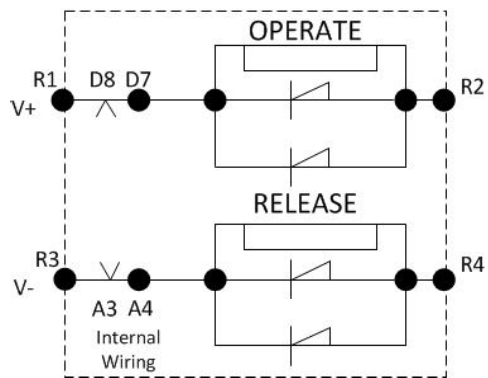 OPERATE
R1 D8 D7 R2
V+
RELEASE
R3 R4
V-
A3 A4
Internal
Wiring